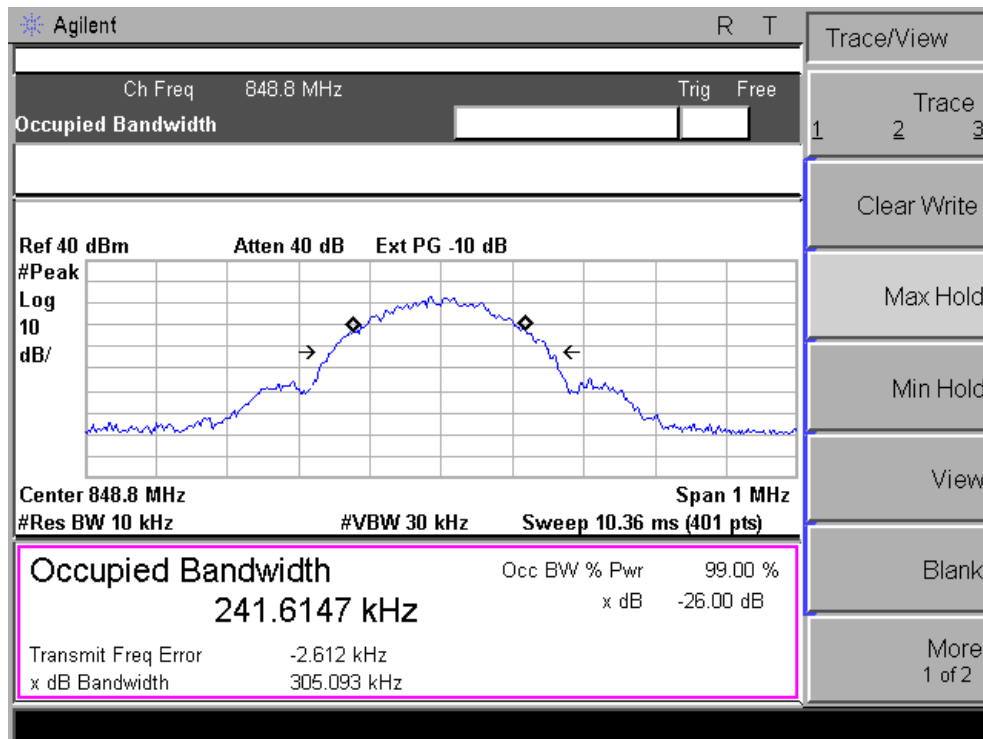 Agilent R T
Ch Freq 848.8 MHz Trig Free
Occupied Bandwidth
Ref 40 dBm Atten 40 dB Ext PG -10 dB
#Peak
Log
10
dB/
Center 848.8 MHz Span 1 MHz
#Res BW 10 kHz #VBW 30 kHz Sweep 10.36 ms (401 pts)
Occupied Bandwidth
241.6147 kHz
Occ BW % Pwr 99.00 %
x dB -26.00 dB
Transmit Freq Error -2.612 kHz
x dB Bandwidth 305.093 kHz
Trace/View
Trace
1 2 3
Clear Write
Max Hold
Min Hold
View
Blank
More
1 of 2